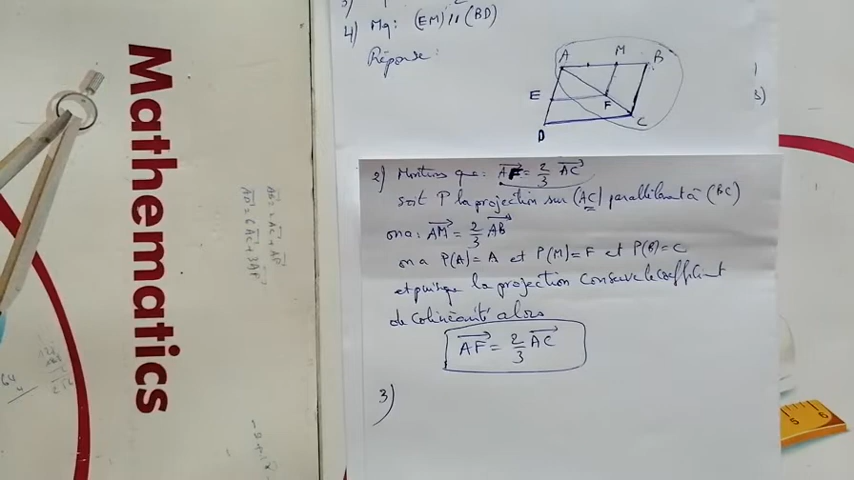 4) Mq: (EM) // (BD)
Réponse:
A M B
E F
D C
2) Montrons que: AF = 2/3 AC
soit P la projection sur (AC) parallèlement à (BC)
on a: AM = 2/3 AB
on a P(A) = A et P(M) = F et P(B) = C
et puisque la projection conserve le coefficient
de colinéarité alors
AF = 2/3 AC
3)
Mathematics
5 6